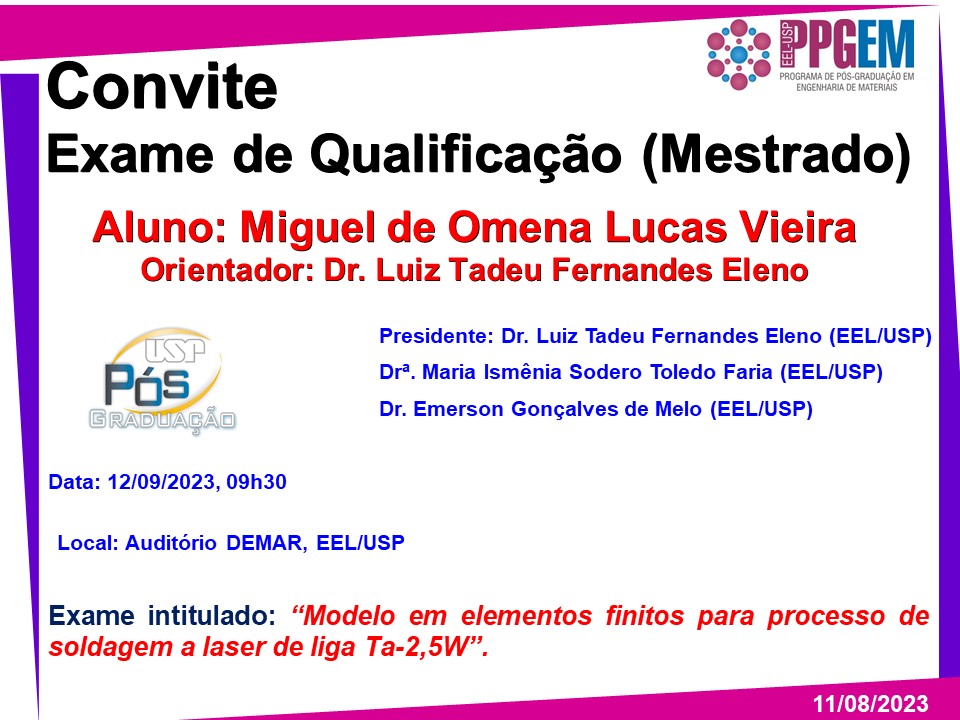 EEL-USP
PPGEM
PROGRAMA DE PÓS-GRADUAÇÃO EM
ENGENHARIA DE MATERIAIS
Convite
Exame de Qualificação (Mestrado)
Aluno: Miguel de Omena Lucas Vieira
Orientador: Dr. Luiz Tadeu Fernandes Eleno
USP
PÓS
GRADUAÇÃO
Presidente: Dr. Luiz Tadeu Fernandes Eleno (EEL/USP)
Drª. Maria Ismênia Sodero Toledo Faria (EEL/USP)
Dr. Emerson Gonçalves de Melo (EEL/USP)
Data: 12/09/2023, 09h30
Local: Auditório DEMAR, EEL/USP
Exame intitulado: “Modelo em elementos finitos para processo de
soldagem a laser de liga Ta-2,5W”.
11/08/2023